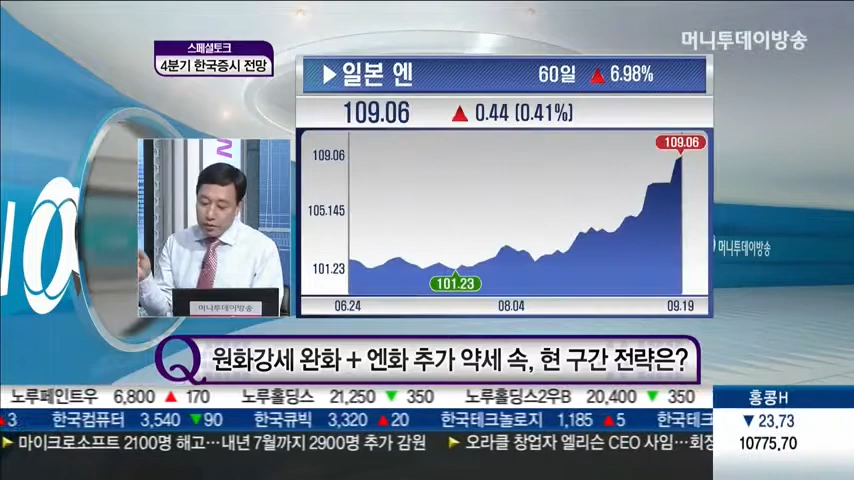 스페셜토크
4분기 한국증시 전망
머니투데이방송
▶일본 엔 60일 ▲ 6.98%
109.06 ▲ 0.44 (0.41%)
109.06
109.06
105.145
101.23
101.23
06.24 08.04 09.19
머니투데이방송
머니투데이방송
Q 원화강세 완화 + 엔화 추가 약세 속, 현 구간 전략은?
노루페인트우 6,800 ▲ 170 노루홀딩스 21,250 ▼ 350 노루홀딩스2우B 20,400 ▼ 350
홍콩H
▲3 한국컴퓨터 3,540 ▼90 한국큐빅 3,320 ▲20 한국테크놀로지 1,185 ▲5 한국테크
▼23,73
▶ 마이크로소프트 2100명 해고...내년 7월까지 2900명 추가 감원 ▶ 오라클 창업자 엘리슨 CEO 사임...회장
10775.70